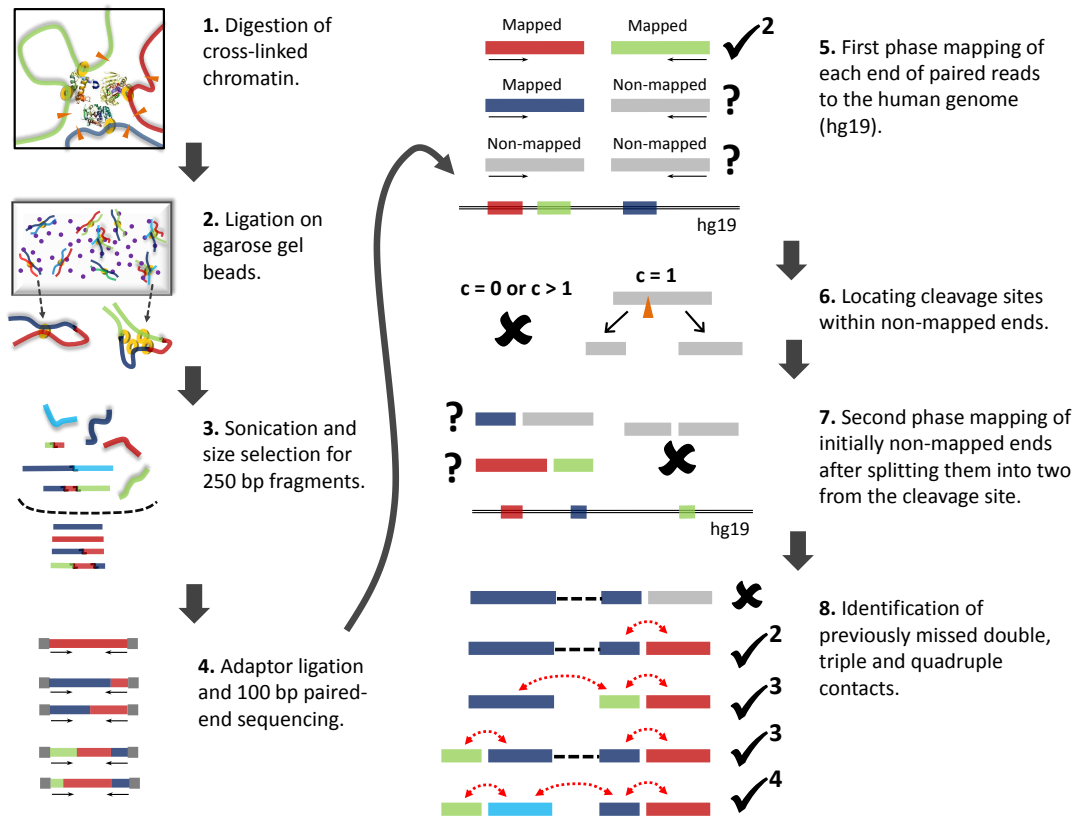 1. Digestion of
cross-linked
chromatin.
2. Ligation on
agarose gel
beads.
3. Sonication and
size selection for
250 bp fragments.
4. Adaptor ligation
and 100 bp paired-
end sequencing.
Mapped Mapped 2
Mapped Non-mapped ?
Non-mapped Non-mapped ?
hg19
5. First phase mapping of
each end of paired reads
to the human genome
(hg19).
c = 0 or c > 1
c = 1
6. Locating cleavage sites
within non-mapped ends.
?
?
hg19
7. Second phase mapping of
initially non-mapped ends
after splitting them into two
from the cleavage site.
2
3
3
4
8. Identification of
previously missed double,
triple and quadruple
contacts.